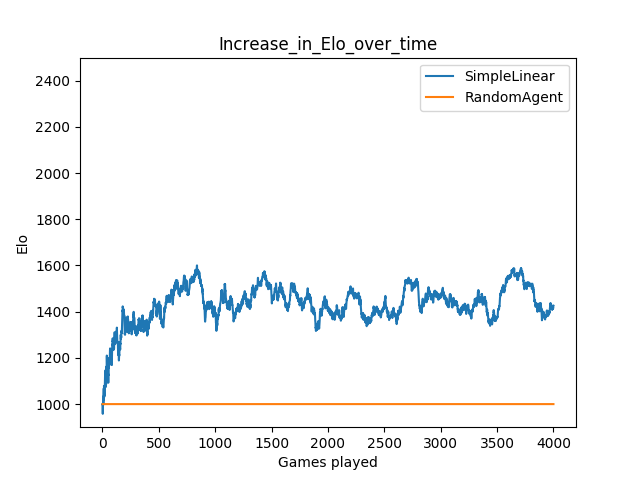 Increase_in_Elo_over_time
SimpleLinear
RandomAgent
2400
2200
2000
1800
1600
1400
1200
1000
Elo
0 500 1000 1500 2000 2500 3000 3500 4000
Games played